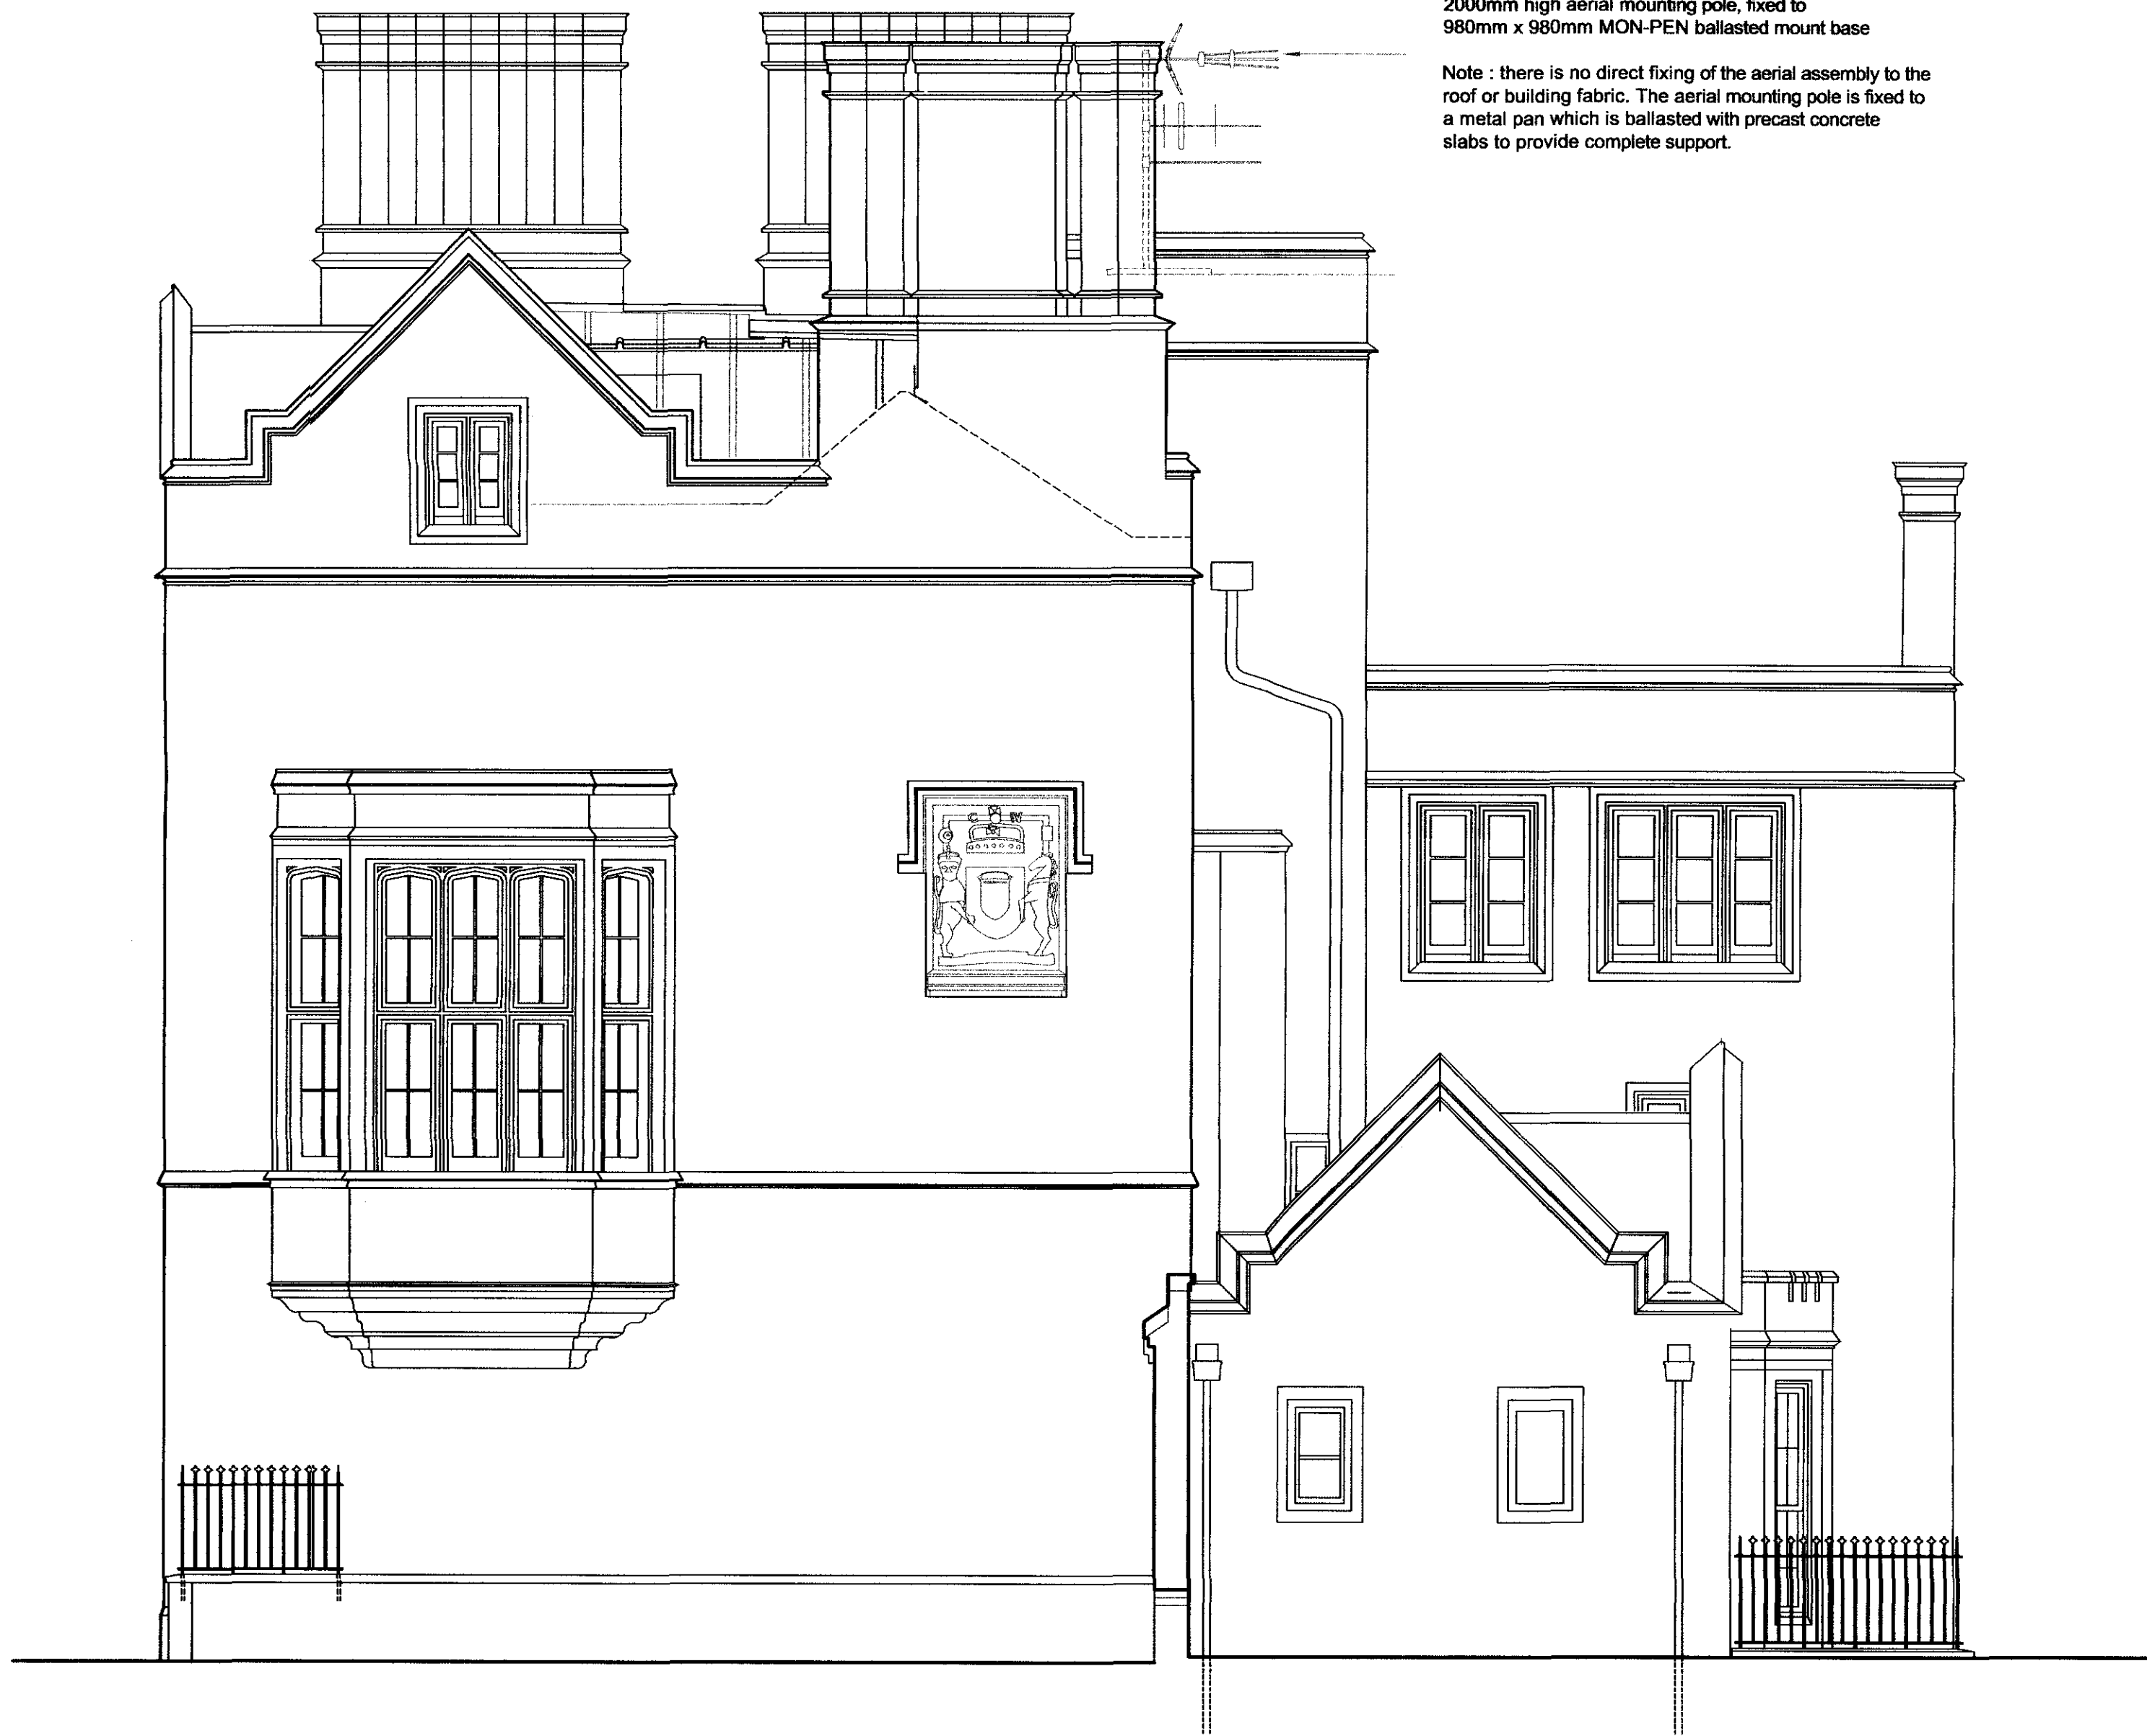 2000mm high aerial mounting pole, fixed to
980mm x 980mm MON-PEN ballasted mount base
Note : there is no direct fixing of the aerial assembly to the
roof or building fabric. The aerial mounting pole is fixed to
a metal pan which is ballasted with precast concrete
slabs to provide complete support.
C W